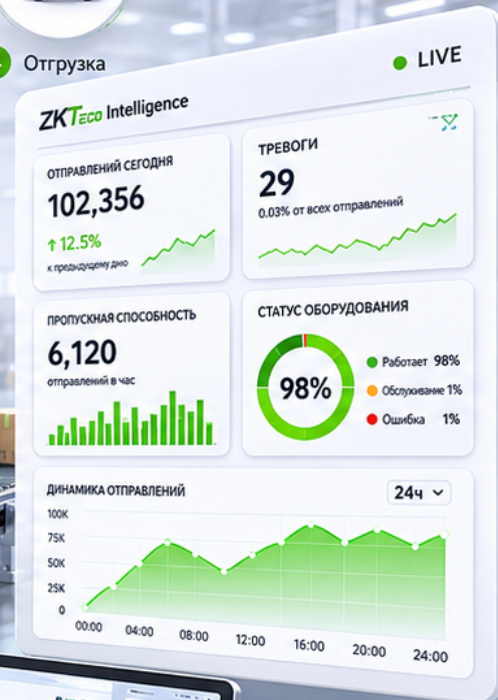 Отгрузка
LIVE
ZKTeco Intelligence
ОТПРАВЛЕНИЙ СЕГОДНЯ
102,356
↑ 12.5%
к предыдущему дню
ТРЕВОГИ
29
0.03% от всех отправлений
ПРОПУСКНАЯ СПОСОБНОСТЬ
6,120
отправлений в час
СТАТУС ОБОРУДОВАНИЯ
98%
Работает 98%
Обслуживание 1%
Ошибка 1%
ДИНАМИКА ОТПРАВЛЕНИЙ
24ч
100K
75K
50K
25K
0
00:00 04:00 08:00 12:00 16:00 20:00 24:00